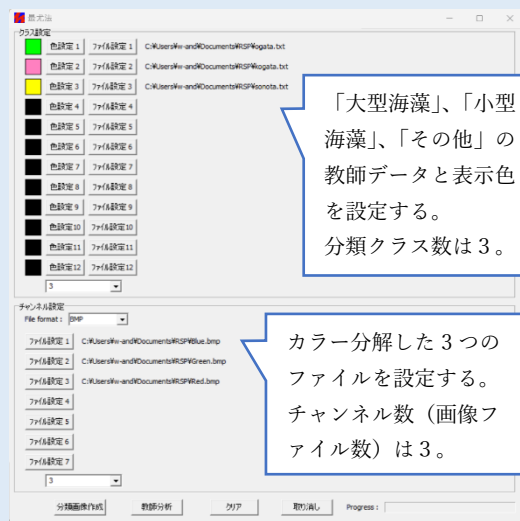 最尤法
クラス設定
色設定 1 ファイル設定 1 C:¥Users¥w-and¥Documents¥RSP¥ogata.txt
色設定 2 ファイル設定 2 C:¥Users¥w-and¥Documents¥RSP¥kogata.txt
色設定 3 ファイル設定 3 C:¥Users¥w-and¥Documents¥RSP¥sonota.txt
色設定 4 ファイル設定 4
色設定 5 ファイル設定 5
色設定 6 ファイル設定 6
色設定 7 ファイル設定 7
色設定 8 ファイル設定 8
色設定 9 ファイル設定 9
色設定10 ファイル設定10
色設定11 ファイル設定11
色設定12 ファイル設定12
3
「大型海藻」、「小型
海藻」、「その他」の
教師データと表示色
を設定する。
分類クラス数は３。
チャンネル設定
File format : BMP
ファイル設定 1 C:¥Users¥w-and¥Documents¥RSP¥Blue.bmp
ファイル設定 2 C:¥Users¥w-and¥Documents¥RSP¥Green.bmp
ファイル設定 3 C:¥Users¥w-and¥Documents¥RSP¥Red.bmp
ファイル設定 4
ファイル設定 5
ファイル設定 6
ファイル設定 7
3
カラー分解した３つの
ファイルを設定する。
チャンネル数（画像フ
ァイル数）は３。
分類画像作成 教師分析 クリア 取り消し Progress :